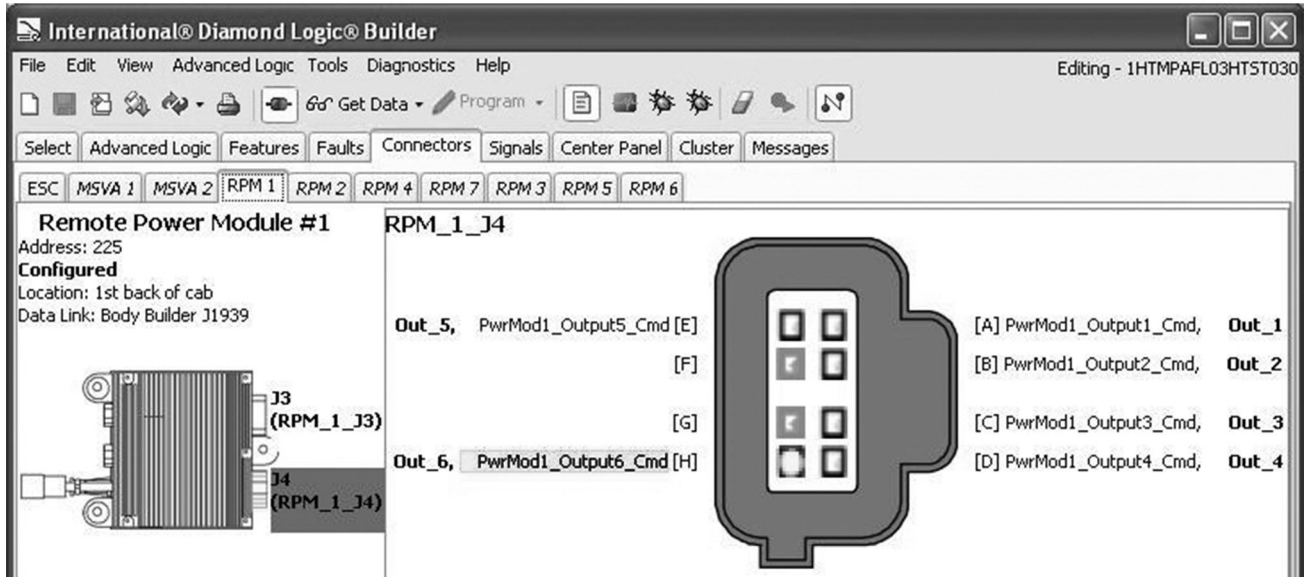 International® Diamond Logic® Builder
File Edit View Advanced Logic Tools Diagnostics Help Editing - 1HTMPAFL03HTST030
Get Data Program
Select Advanced Logic Features Faults Connectors Signals Center Panel Cluster Messages
ESC MSVA 1 MSVA 2 RPM 1 RPM 2 RPM 4 RPM 7 RPM 3 RPM 5 RPM 6
Remote Power Module #1
Address: 225
Configured
Location: 1st back of cab
Data Link: Body Builder J1939
J3
(RPM_1_J3)
J4
(RPM_1_J4)
RPM_1_J4
Out_5, PwrMod1_Output5_Cmd [E] [A] PwrMod1_Output1_Cmd, Out_1
[F] [B] PwrMod1_Output2_Cmd, Out_2
[G] [C] PwrMod1_Output3_Cmd, Out_3
Out_6, PwrMod1_Output6_Cmd [H] [D] PwrMod1_Output4_Cmd, Out_4